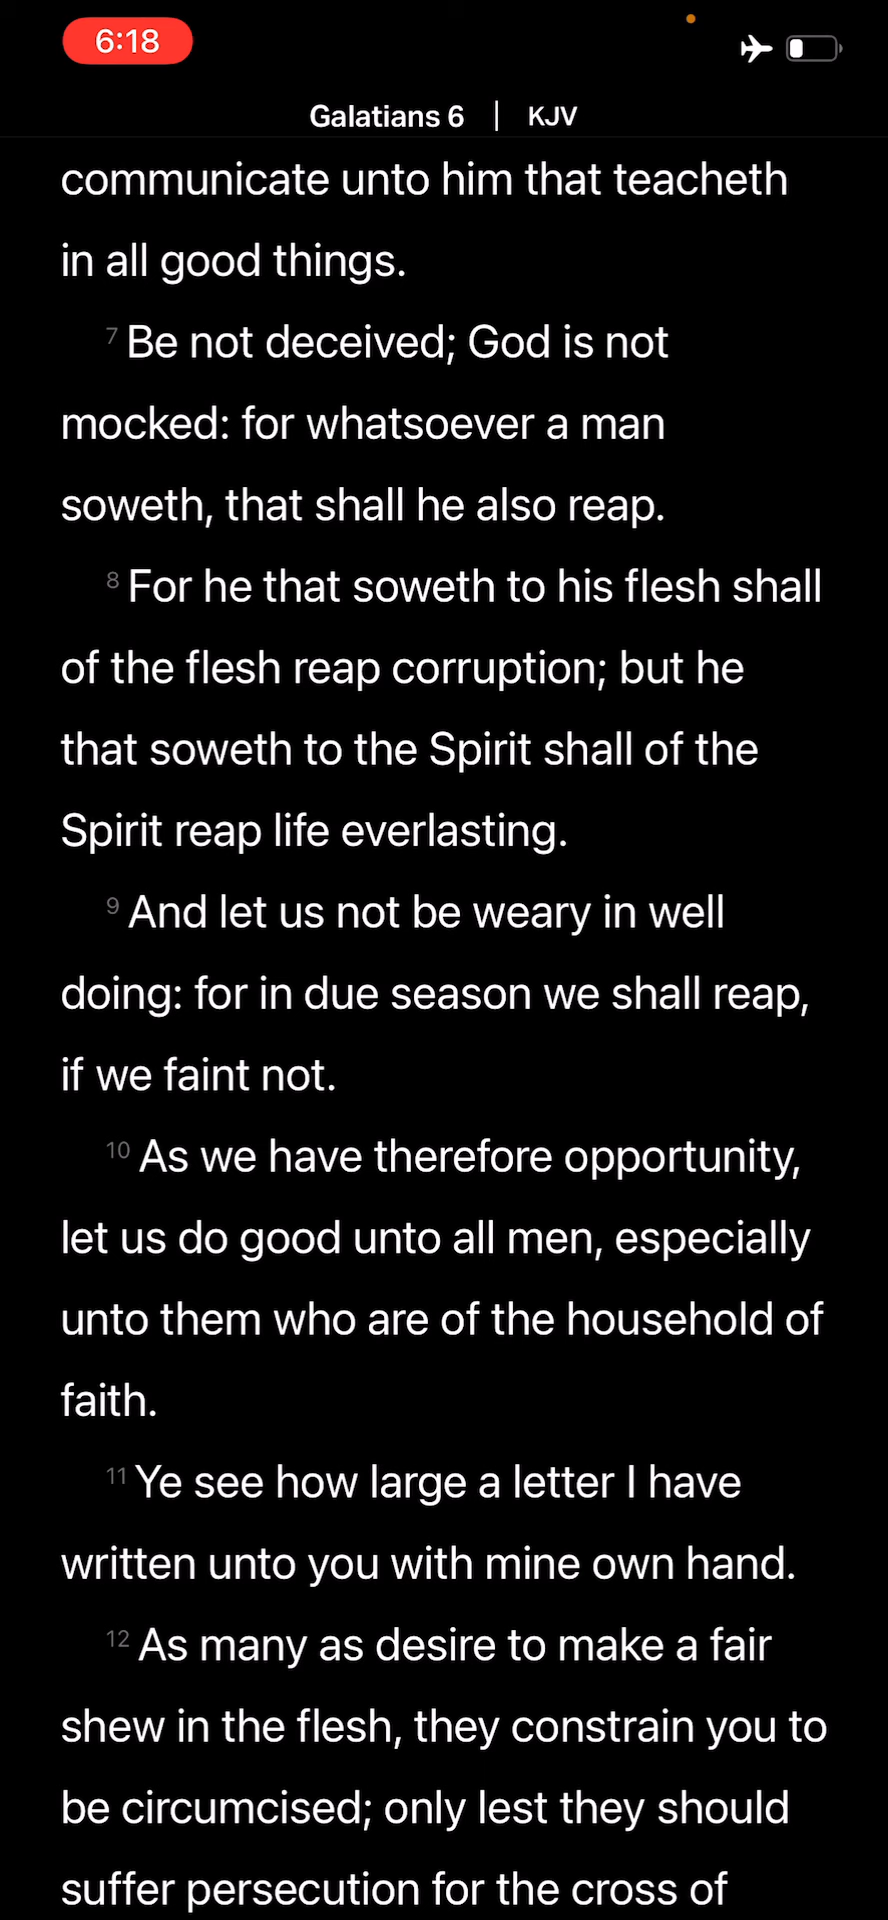 6:18
Galatians 6 | KJV
communicate unto him that teacheth
in all good things.
7 Be not deceived; God is not
mocked: for whatsoever a man
soweth, that shall he also reap.
8 For he that soweth to his flesh shall
of the flesh reap corruption; but he
that soweth to the Spirit shall of the
Spirit reap life everlasting.
9 And let us not be weary in well
doing: for in due season we shall reap,
if we faint not.
10 As we have therefore opportunity,
let us do good unto all men, especially
unto them who are of the household of
faith.
11 Ye see how large a letter I have
written unto you with mine own hand.
12 As many as desire to make a fair
shew in the flesh, they constrain you to
be circumcised; only lest they should
suffer persecution for the cross of